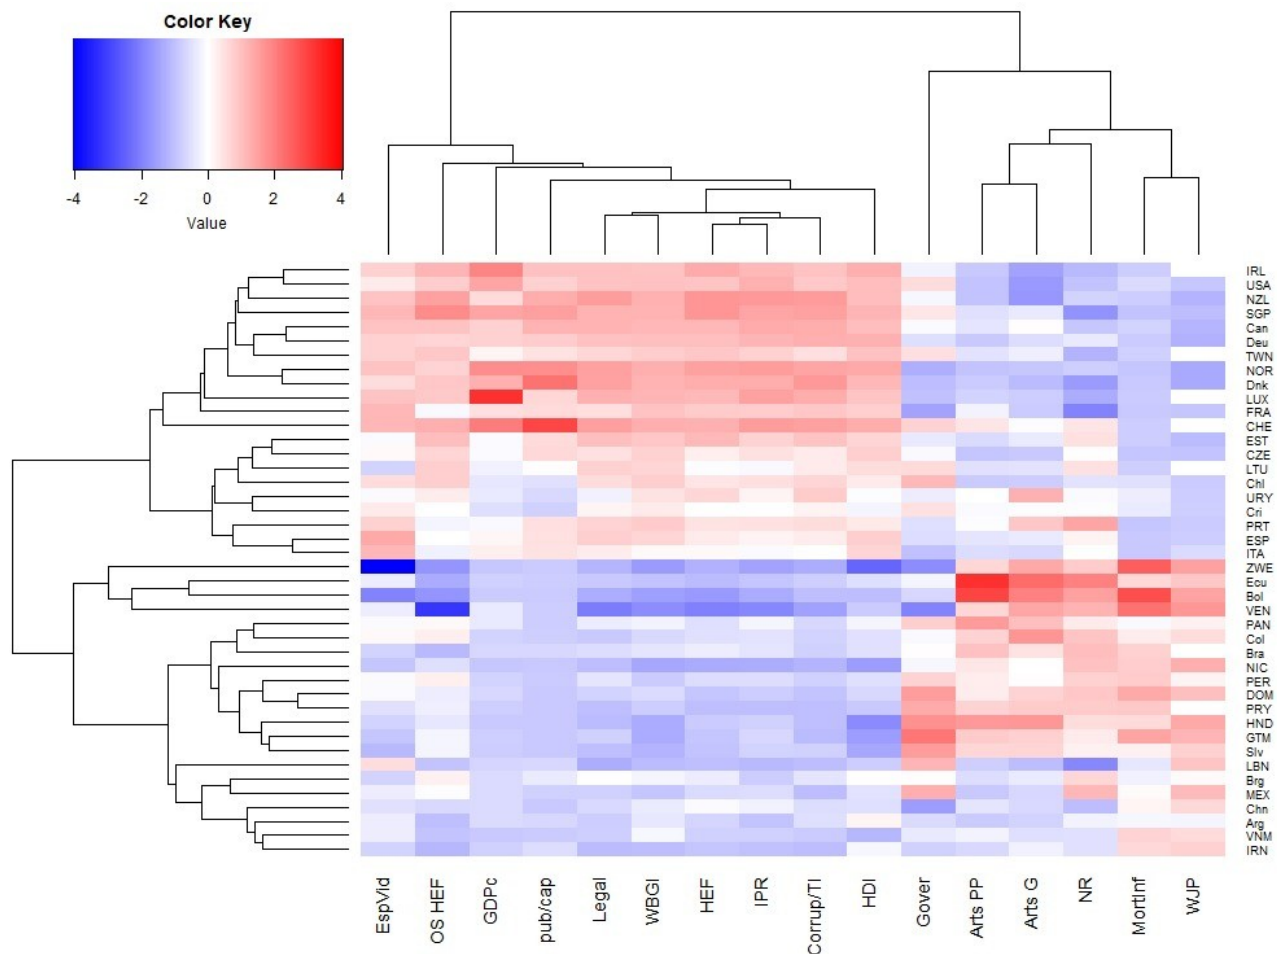 Color Key
-4 -2 0 2 4
Value
IRL
USA
NZL
SGP
Can
Deu
TWN
NOR
Dnk
LUX
FRA
CHE
EST
CZE
LTU
Chl
URY
Cri
PRT
ESP
ITA
ZWE
Ecu
Bol
VEN
PAN
Col
Bra
NIC
PER
DOM
PRY
HND
GTM
Slv
LBN
Brg
MEX
Chn
Arg
VNM
IRN
EspVid
OS HEF
GDPc
pub/cap
Legal
WBGI
HEF
IPR
Corrup/TI
HDI
Gover
Arts PP
Arts G
NR
MortInf
WJP